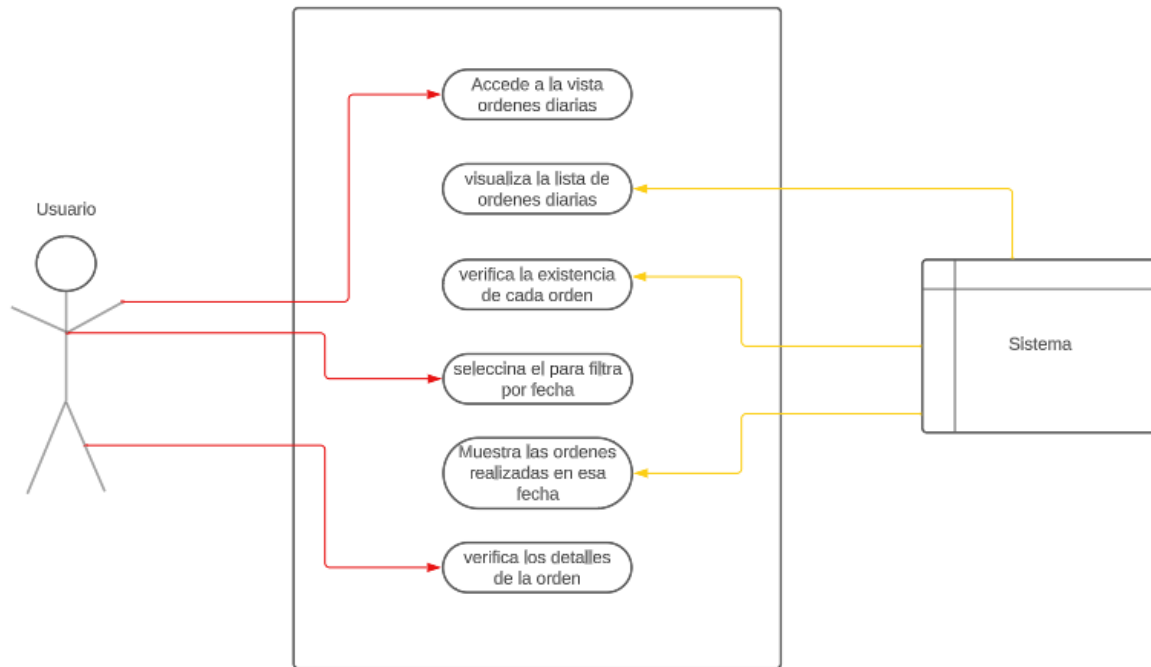 Accede a la vista
ordenes diarias
visualiza la lista de
ordenes diarias
Usuario
verifica la existencia
de cada orden
Sistema
seleccina el para filtra
por fecha
Muestra las ordenes
realizadas en esa
fecha
verifica los detalles
de la orden